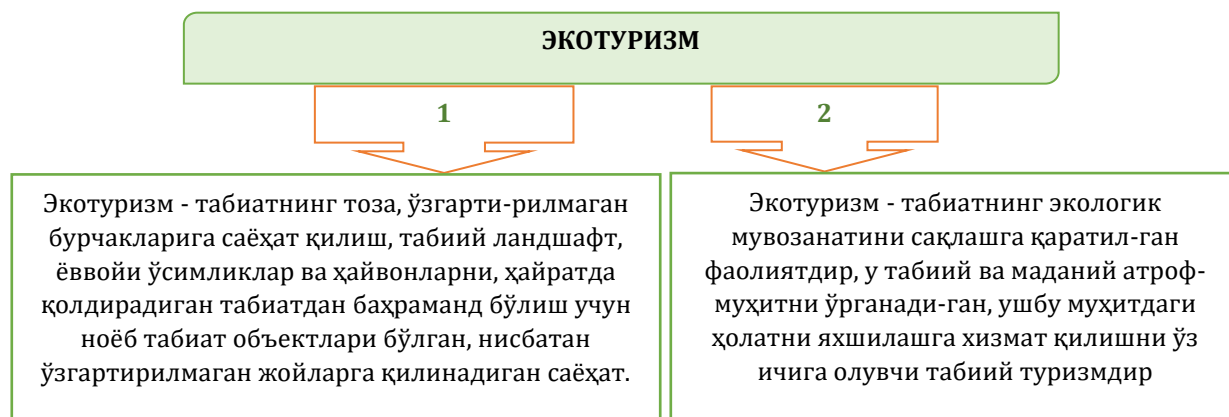 ЭКОТУРИЗМ
1
2
Экотуризм - табиатнинг тоза, ўзгарти-рилмаган
бурчакларига саёҳат қилиш, табиий ландшафт,
ёввойи ўсимликлар ва ҳайвонларни, ҳайратда
қолдирадиган табиатдан баҳраманд бўлиш учун
ноёб табиат объектлари бўлган, нисбатан
ўзгартирилмаган жойларга қилинадиган саёҳат.
Экотуризм - табиатнинг экологик
мувозанатини сақлашга қаратил-ган
фаолиятдир, у табиий ва маданий атроф-
муҳитни ўрганади-ган, ушбу муҳитдаги
ҳолатни яхшилашга хизмат қилишни ўз
ичига олувчи табиий туризмдир